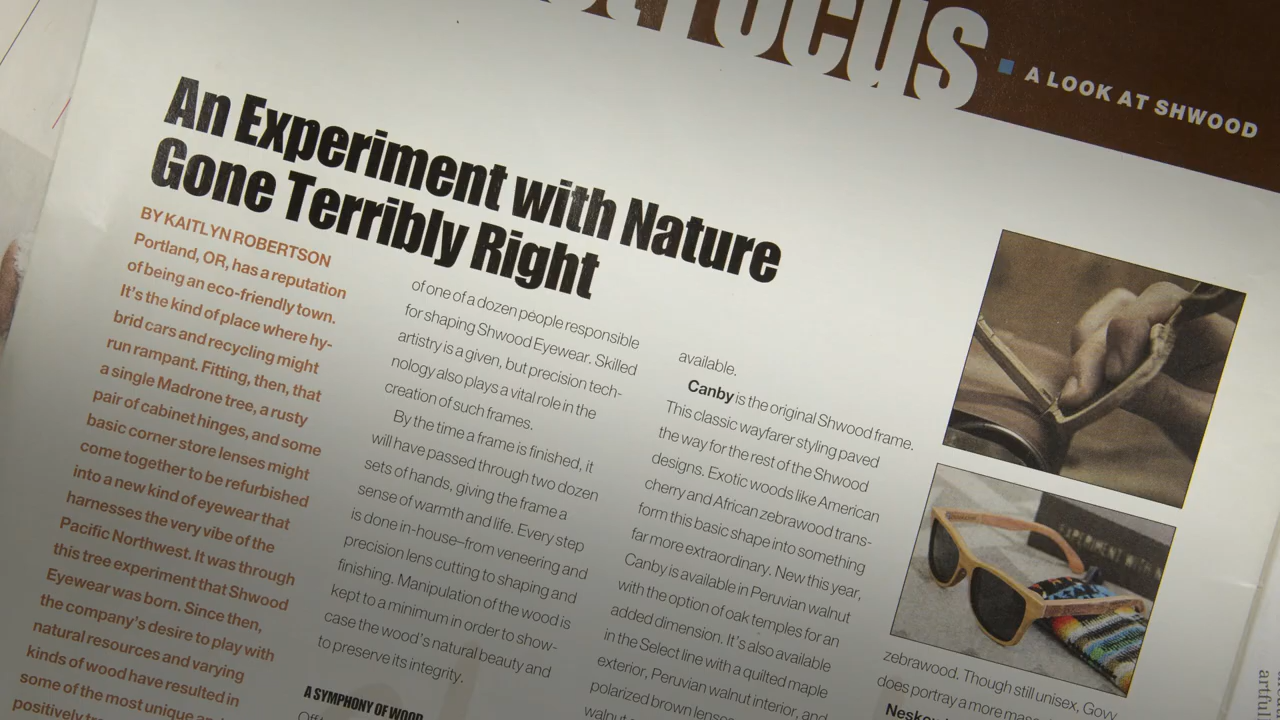 focus
A LOOK AT SHWOOD
An Experiment with Nature
Gone Terribly Right
BY KAITLYN ROBERTSON
Portland, OR, has a reputation
of being an eco-friendly town.
It's the kind of place where hy-
brid cars and recycling might
run rampant. Fitting, then, that
a single Madrone tree, a rusty
pair of cabinet hinges, and some
basic corner store lenses might
come together to be refurbished
into a new kind of eyewear that
harnesses the very vibe of the
Pacific Northwest. It was through
this tree experiment that Shwood
Eyewear was born. Since then,
the company's desire to play with
natural resources and varying
kinds of wood have resulted in
some of the most unique
positively
of one of a dozen people responsible
for shaping Shwood Eyewear. Skilled
artistry is a given, but precision tech-
nology also plays a vital role in the
creation of such frames.
By the time a frame is finished, it
will have passed through two dozen
sets of hands, giving the frame a
sense of warmth and life. Every step
is done in-house–from veneering and
precision lens cutting to shaping and
finishing. Manipulation of the wood is
kept to a minimum in order to show-
case the wood's natural beauty and
to preserve its integrity.
A SYMPHONY OF WOOD
available.
Canby is the original Shwood frame.
This classic wayfarer styling paved
the way for the rest of the Shwood
designs. Exotic woods like American
cherry and African zebrawood trans-
form this basic shape into something
far more extraordinary. New this year,
Canby is available in Peruvian walnut
with the option of oak temples for an
added dimension. It's also available
in the Select line with a quilted maple
exterior, Peruvian walnut interior, and
polarized brown lenses
walnut
zebrawood. Though still unisex, Govy
does portray a more
artful